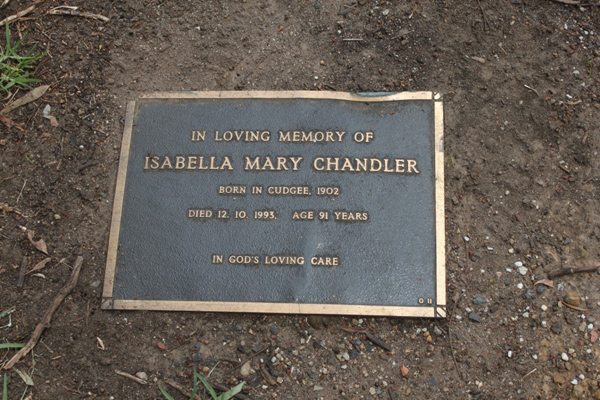 IN LOVING MEMORY OF
ISABELLA MARY CHANDLER
BORN IN CUDGEE, 1902
DIED 12. 10. 1993, AGE 91 YEARS
IN GOD'S LOVING CARE
O 11